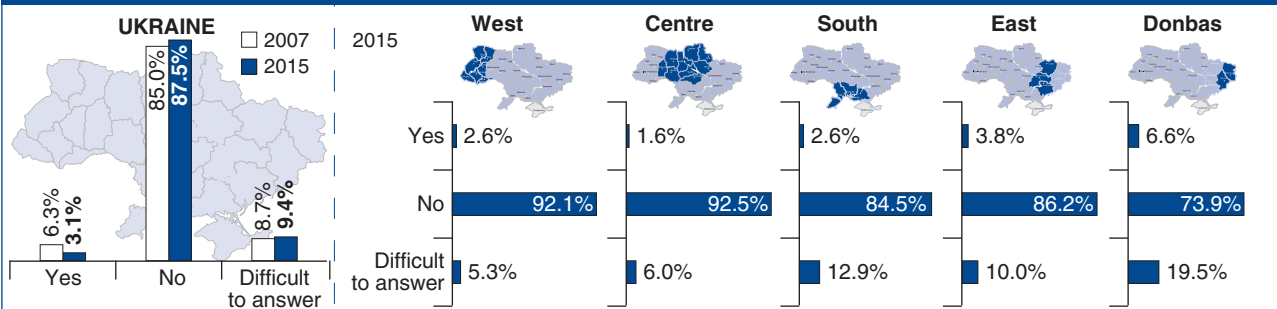 UKRAINE
2007
2015
85.0%
87.5%
6.3%
3.1%
8.7%
9.4%
Yes
No
Difficult
to answer
2015
West
Centre
South
East
Donbas
Yes
2.6%
1.6%
2.6%
3.8%
6.6%
No
92.1%
92.5%
84.5%
86.2%
73.9%
Difficult
to answer
5.3%
6.0%
12.9%
10.0%
19.5%